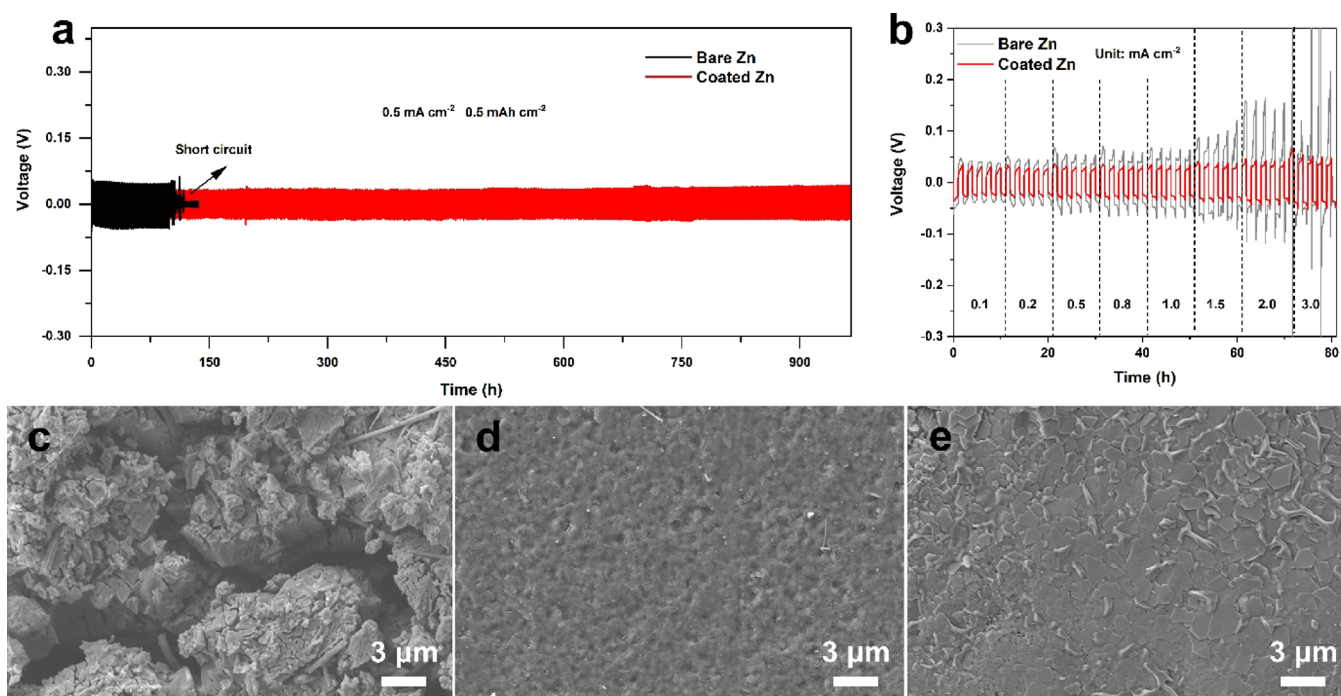 a
Bare Zn
Coated Zn
0.5 mA cm⁻² 0.5 mAh cm⁻²
Short circuit
Voltage (V)
0.30
0.15
0.00
-0.15
-0.30
0
150
300
450
600
750
900
Time (h)
b
Bare Zn
Coated Zn
Unit: mA cm⁻²
Voltage (V)
0.3
0.2
0.1
0.0
-0.1
-0.2
-0.3
0.1
0.2
0.5
0.8
1.0
1.5
2.0
3.0
0
20
40
60
80
Time (h)
c
3 µm
d
3 µm
e
3 µm